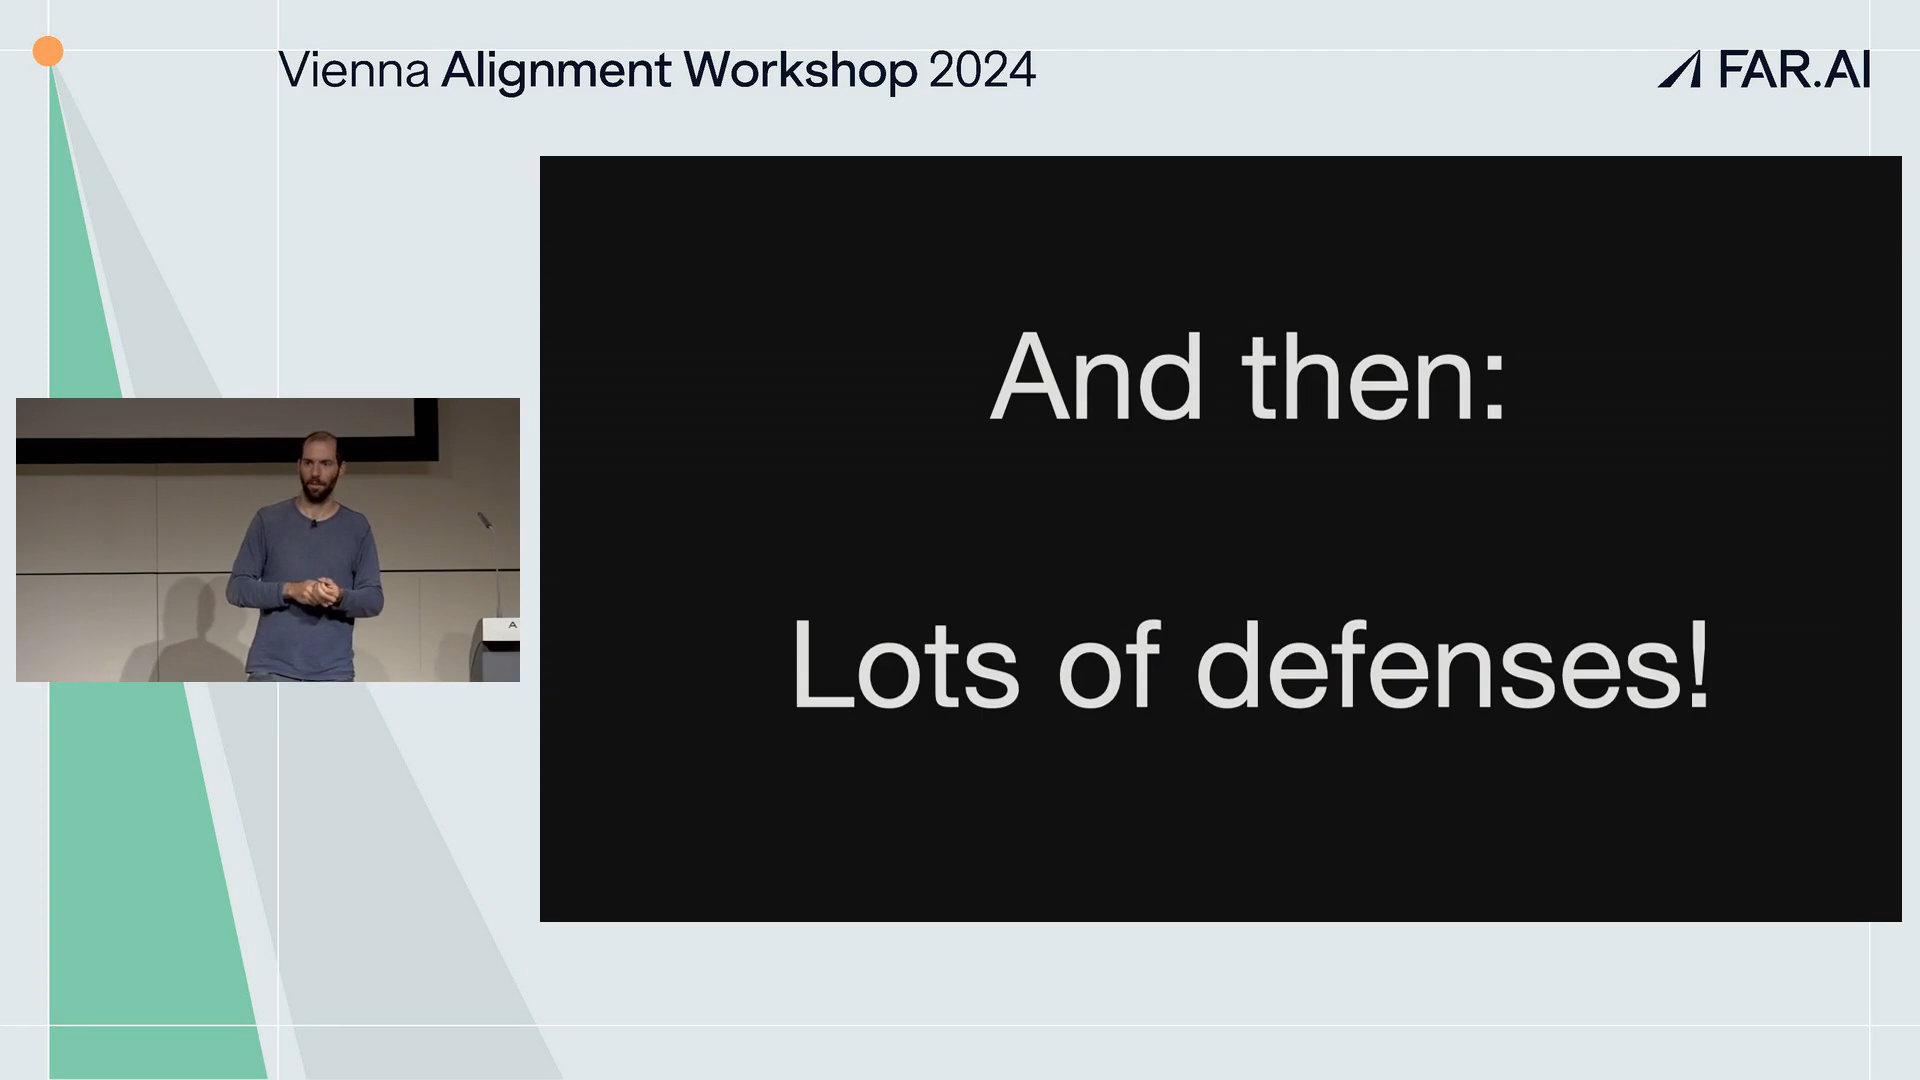 Vienna Alignment Workshop 2024
FAR.AI
And then:
Lots of defenses!
A